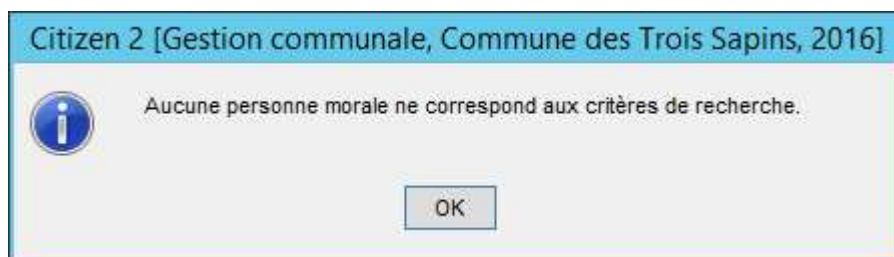 Citizen 2 [Gestion communale, Commune des Trois Sapins, 2016]
Aucune personne morale ne correspond aux critères de recherche.
OK